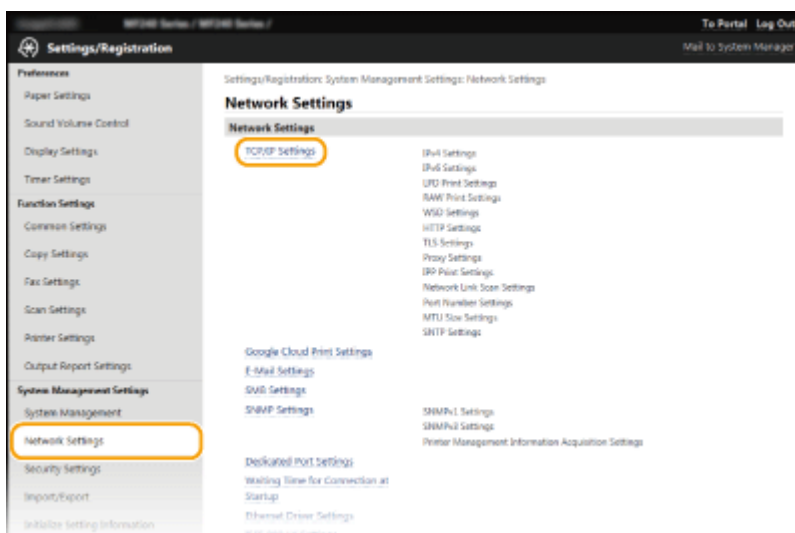 MF240 Series / MF240 Series /
To Portal Log Out
Settings/Registration
Mail to System Manager
Preferences
Paper Settings
Sound Volume Control
Display Settings
Timer Settings
Function Settings
Common Settings
Copy Settings
Fax Settings
Scan Settings
Printer Settings
Output Report Settings
System Management Settings
System Management
Network Settings
Security Settings
Import/Export
Initialize Setting Information
Settings/Registration: System Management Settings: Network Settings
Network Settings
Network Settings
TCP/IP Settings
IPv4 Settings
IPv6 Settings
LPD Print Settings
RAW Print Settings
WSD Settings
HTTP Settings
TLS Settings
Proxy Settings
IPP Print Settings
Network Link Scan Settings
Port Number Settings
MTU Size Settings
SNTP Settings
Google Cloud Print Settings
E-Mail Settings
SMB Settings
SNMP Settings
SNMPv1 Settings
SNMPv3 Settings
Printer Management Information Acquisition Settings
Dedicated Port Settings
Waiting Time for Connection at
Startup
Ethernet Driver Settings